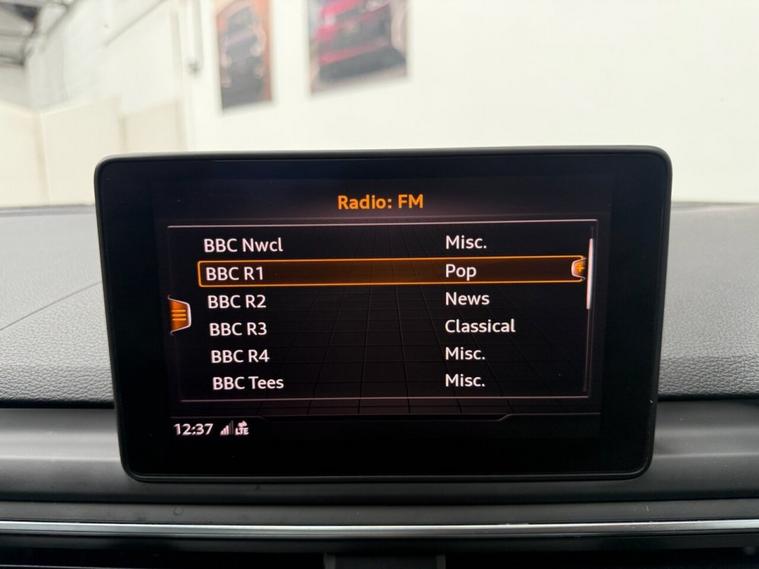 Radio: FM
BBC Nwcl Misc.
BBC R1 Pop
BBC R2 News
BBC R3 Classical
BBC R4 Misc.
BBC Tees Misc.
12:37 LTE